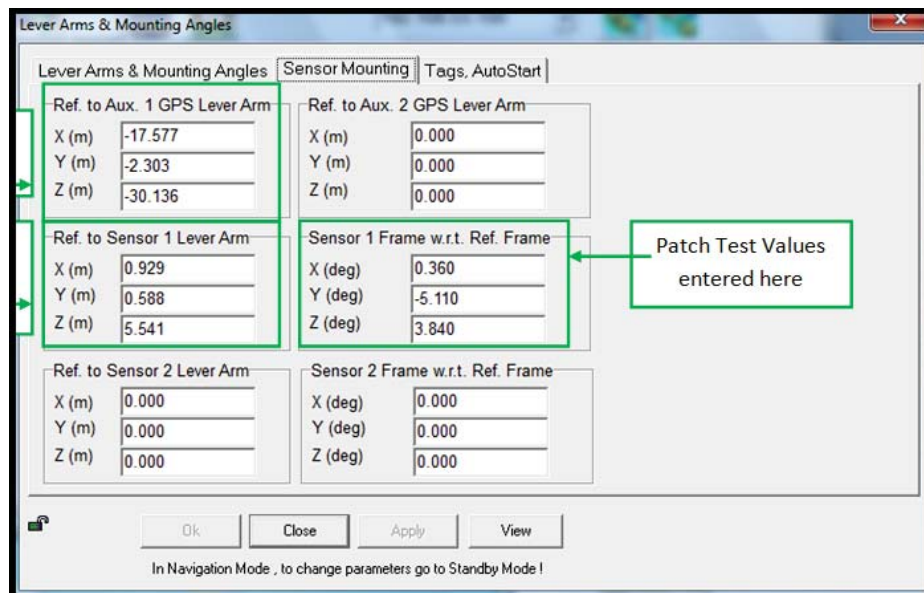 Lever Arms & Mounting Angles
Lever Arms & Mounting Angles Sensor Mounting Tags, AutoStart
Ref. to Aux. 1 GPS Lever Arm
X (m) -17.577
Y (m) -2.303
Z (m) -30.136
Ref. to Aux. 2 GPS Lever Arm
X (m) 0.000
Y (m) 0.000
Z (m) 0.000
Ref. to Sensor 1 Lever Arm
X (m) 0.929
Y (m) 0.588
Z (m) 5.541
Sensor 1 Frame w.r.t. Ref. Frame
X (deg) 0.360
Y (deg) -5.110
Z (deg) 3.840
Patch Test Values
entered here
Ref. to Sensor 2 Lever Arm
X (m) 0.000
Y (m) 0.000
Z (m) 0.000
Sensor 2 Frame w.r.t. Ref. Frame
X (deg) 0.000
Y (deg) 0.000
Z (deg) 0.000
Ok Close Apply View
In Navigation Mode , to change parameters go to Standby Mode !